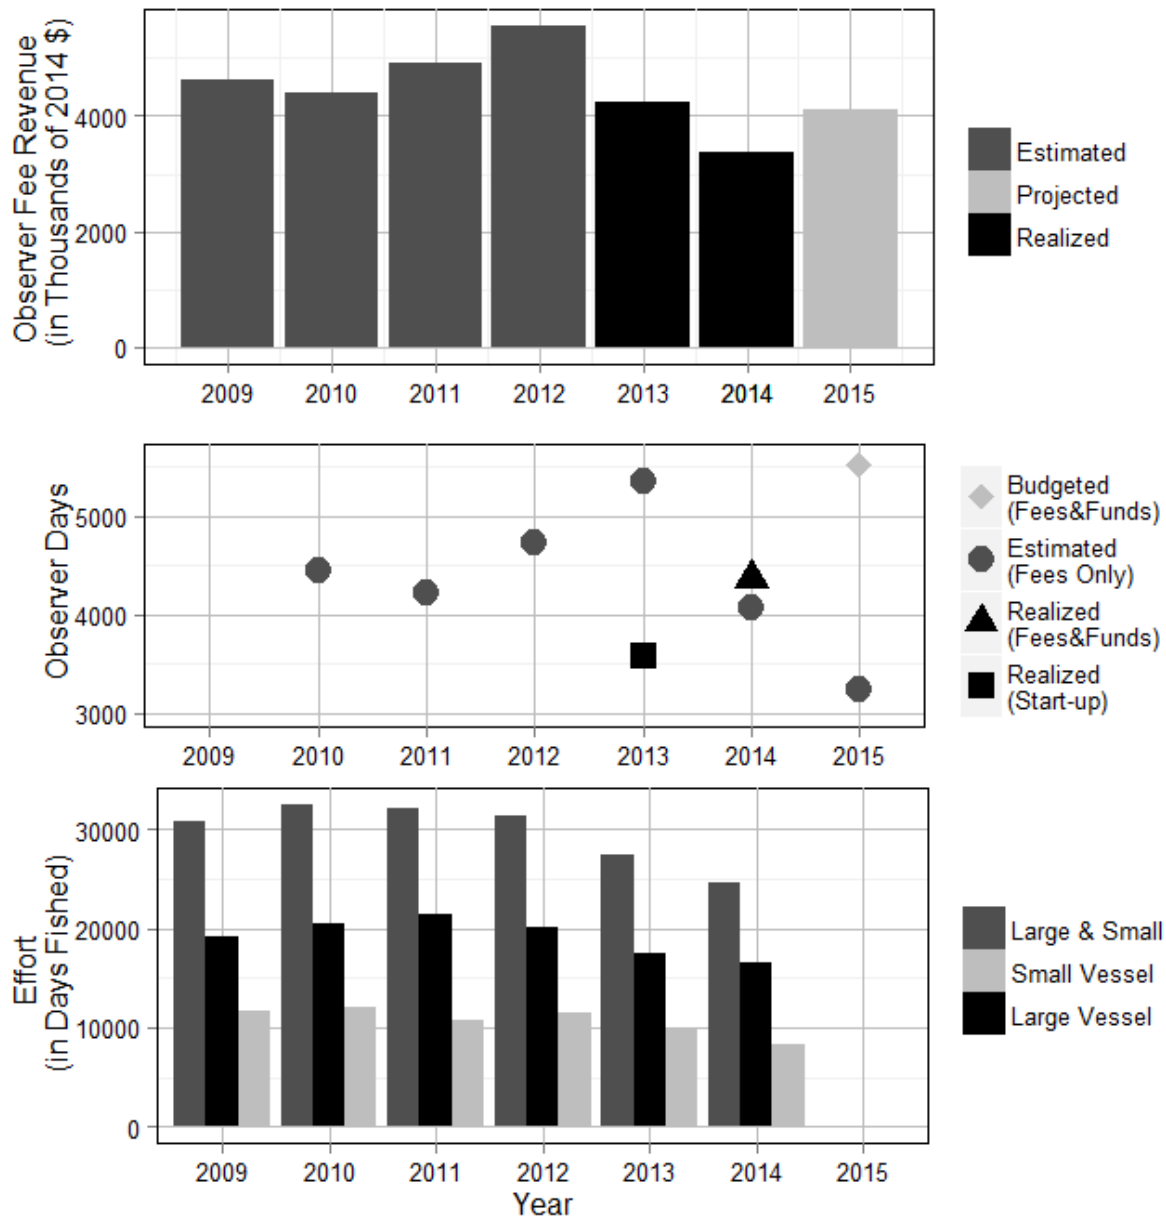 Observer Fee Revenue
(in Thousands of 2014 $)
4000
2000
0
2009 2010 2011 2012 2013 2014 2015
Estimated
Projected
Realized
Observer Days
5000
4000
3000
2009 2010 2011 2012 2013 2014 2015
Budgeted
(Fees&Funds)
Estimated
(Fees Only)
Realized
(Fees&Funds)
Realized
(Start-up)
Effort
(in Days Fished)
30000
20000
10000
0
2009 2010 2011 2012 2013 2014 2015
Year
Large & Small
Small Vessel
Large Vessel